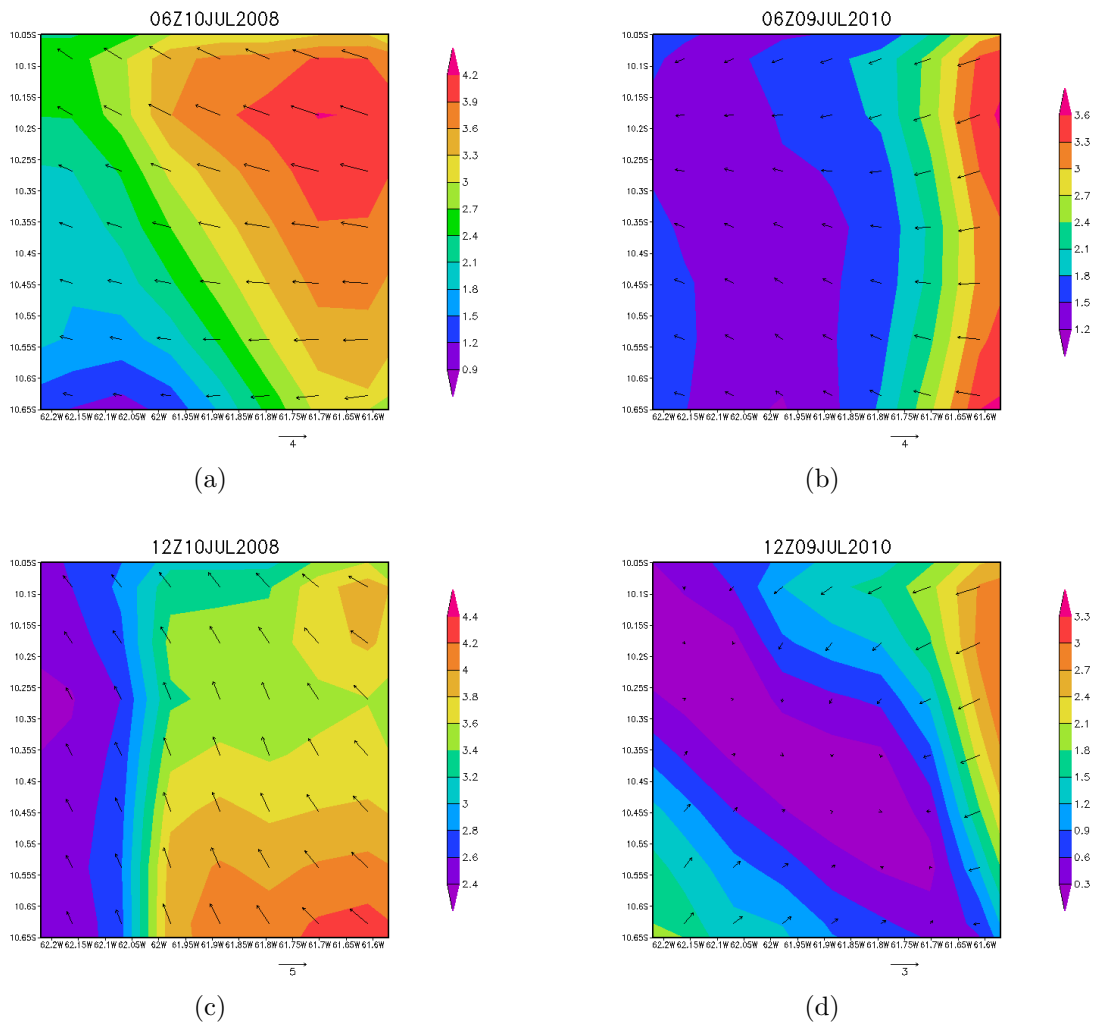 06Z10JUL2008
10.05S
10.1S
10.15S
10.2S
10.25S
10.3S
10.35S
10.4S
10.45S
10.5S
10.55S
10.6S
10.65S
62.2W 62.15W 62.1W 62.05W 62W 61.95W 61.9W 61.85W 61.8W 61.75W 61.7W 61.65W 61.6W
4.2
3.9
3.6
3.3
3
2.7
2.4
2.1
1.8
1.5
1.2
0.9
4
(a)
06Z09JUL2010
10.05S
10.1S
10.15S
10.2S
10.25S
10.3S
10.35S
10.4S
10.45S
10.5S
10.55S
10.6S
10.65S
62.2W 62.15W 62.1W 62.05W 62W 61.95W 61.9W 61.85W 61.8W 61.75W 61.7W 61.65W 61.6W
3.6
3.3
3
2.7
2.4
2.1
1.8
1.5
1.2
4
(b)
12Z10JUL2008
10.05S
10.1S
10.15S
10.2S
10.25S
10.3S
10.35S
10.4S
10.45S
10.5S
10.55S
10.6S
10.65S
62.2W 62.15W 62.1W 62.05W 62W 61.95W 61.9W 61.85W 61.8W 61.75W 61.7W 61.65W 61.6W
4.4
4.2
4
3.8
3.6
3.4
3.2
3
2.8
2.6
2.4
5
(c)
12Z09JUL2010
10.05S
10.1S
10.15S
10.2S
10.25S
10.3S
10.35S
10.4S
10.45S
10.5S
10.55S
10.6S
10.65S
62.2W 62.15W 62.1W 62.05W 62W 61.95W 61.9W 61.85W 61.8W 61.75W 61.7W 61.65W 61.6W
3.3
3
2.7
2.4
2.1
1.8
1.5
1.2
0.9
0.6
0.3
3
(d)